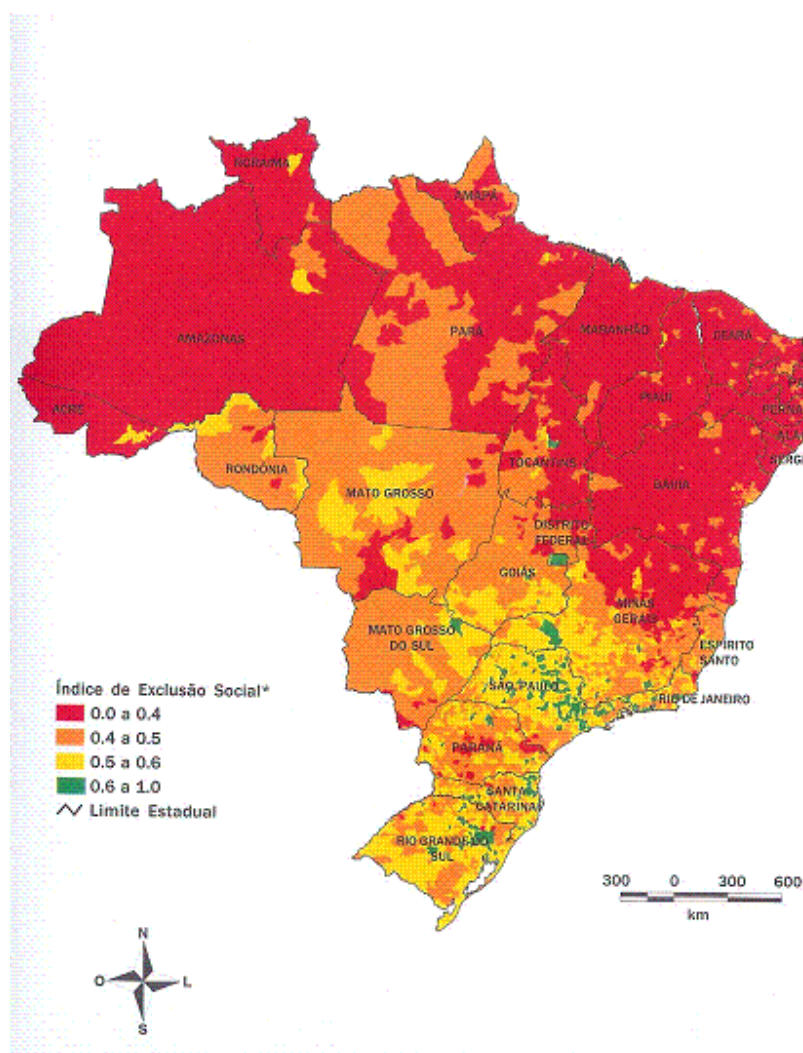 RORAIMA
AMAPÁ
AMAZONAS
PARÁ
MARANHÃO
CEARÁ
PIAUÍ
PERNA
ACRE
SERGI
RONDÔNIA
TOCANTINS
BAHIA
MATO GROSSO
DISTRITO
FEDERAL
GOIÁS
MINAS
GERAIS
MATO GROSSO
DO SUL
ESPÍRITO
SANTO
SÃO PAULO
RIO DE JANEIRO
PARANÁ
SANTA
CATARINA
RIO GRANDE DO
SUL
Índice de Exclusão Social*
0.0 a 0.4
0.4 a 0.5
0.5 a 0.6
0.6 a 1.0
Limite Estadual
300 0 300 600
km
N
O L
S